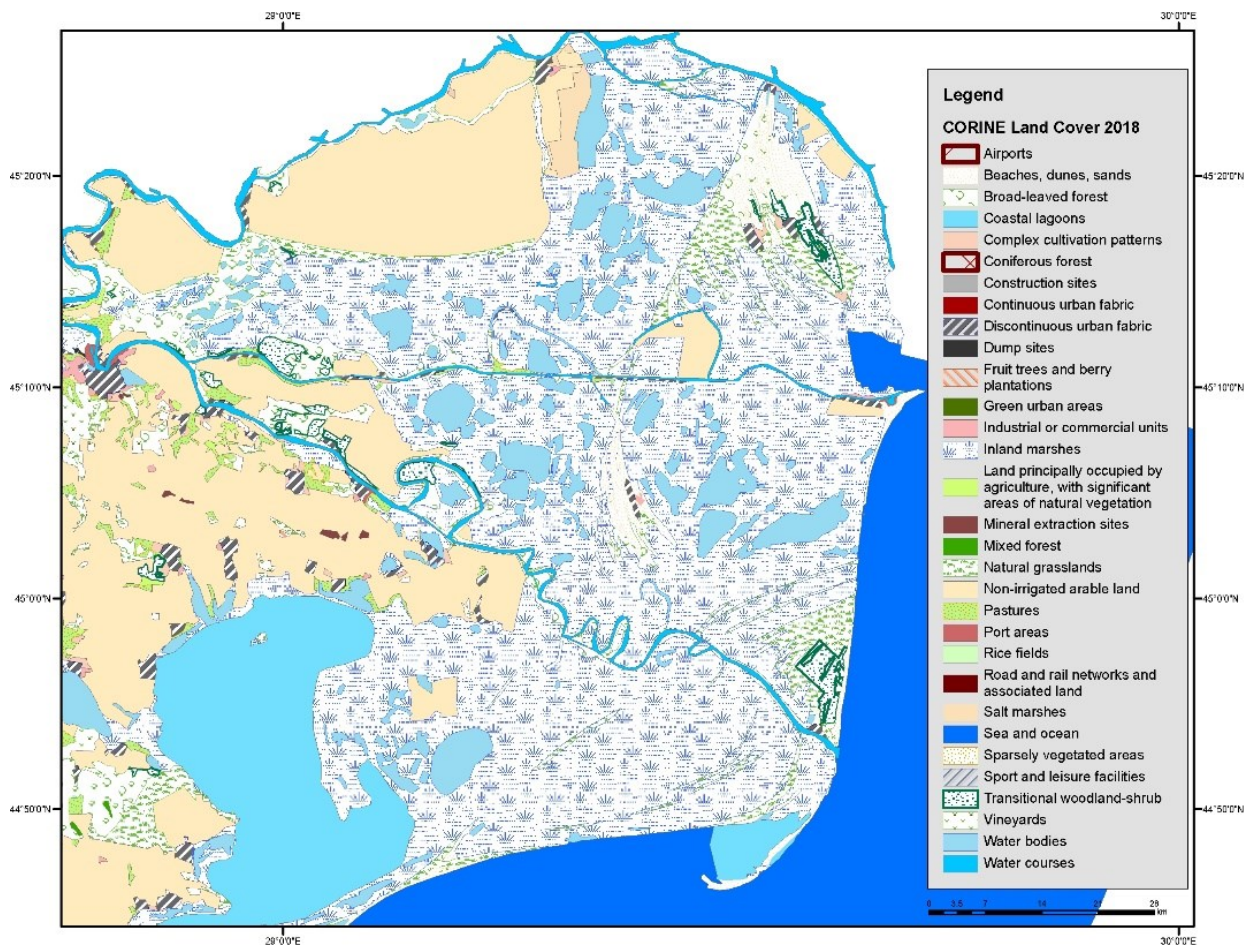 29°0'0"E
30°0'0"E
45°20'0"N
45°20'0"N
45°10'0"N
45°10'0"N
45°0'0"N
45°0'0"N
44°50'0"N
44°50'0"N
29°0'0"E
30°0'0"E
Legend
CORINE Land Cover 2018
Airports
Beaches, dunes, sands
Broad-leaved forest
Coastal lagoons
Complex cultivation patterns
Coniferous forest
Construction sites
Continuous urban fabric
Discontinuous urban fabric
Dump sites
Fruit trees and berry
plantations
Green urban areas
Industrial or commercial units
Inland marshes
Land principally occupied by
agriculture, with significant
areas of natural vegetation
Mineral extraction sites
Mixed forest
Natural grasslands
Non-irrigated arable land
Pastures
Port areas
Rice fields
Road and rail networks and
associated land
Salt marshes
Sea and ocean
Sparsely vegetated areas
Sport and leisure facilities
Transitional woodland-shrub
Vineyards
Water bodies
Water courses
0 3.5 7 14 21 28
km